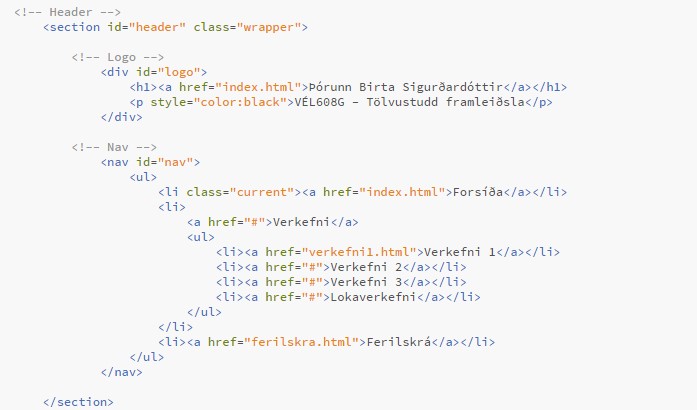 <!-- Header -->
<section id="header" class="wrapper">
<!-- Logo -->
<div id="logo">
<h1><a href="index.html">Þórunn Birta Sigurðardóttir</a></h1>
<p style="color:black">VÉL608G – Tölvustudd framleiðsla</p>
</div>
<!-- Nav -->
<nav id="nav">
<ul>
<li class="current"><a href="index.html">Forsíða</a></li>
<li>
<a href="#">Verkefni</a>
<ul>
<li><a href="verkefni1.html">Verkefni 1</a></li>
<li><a href="#">Verkefni 2</a></li>
<li><a href="#">Verkefni 3</a></li>
<li><a href="#">Lokaverkefni</a></li>
</ul>
</li>
<li><a href="ferilskra.html">Ferilskrá</a></li>
</ul>
</nav>
</section>